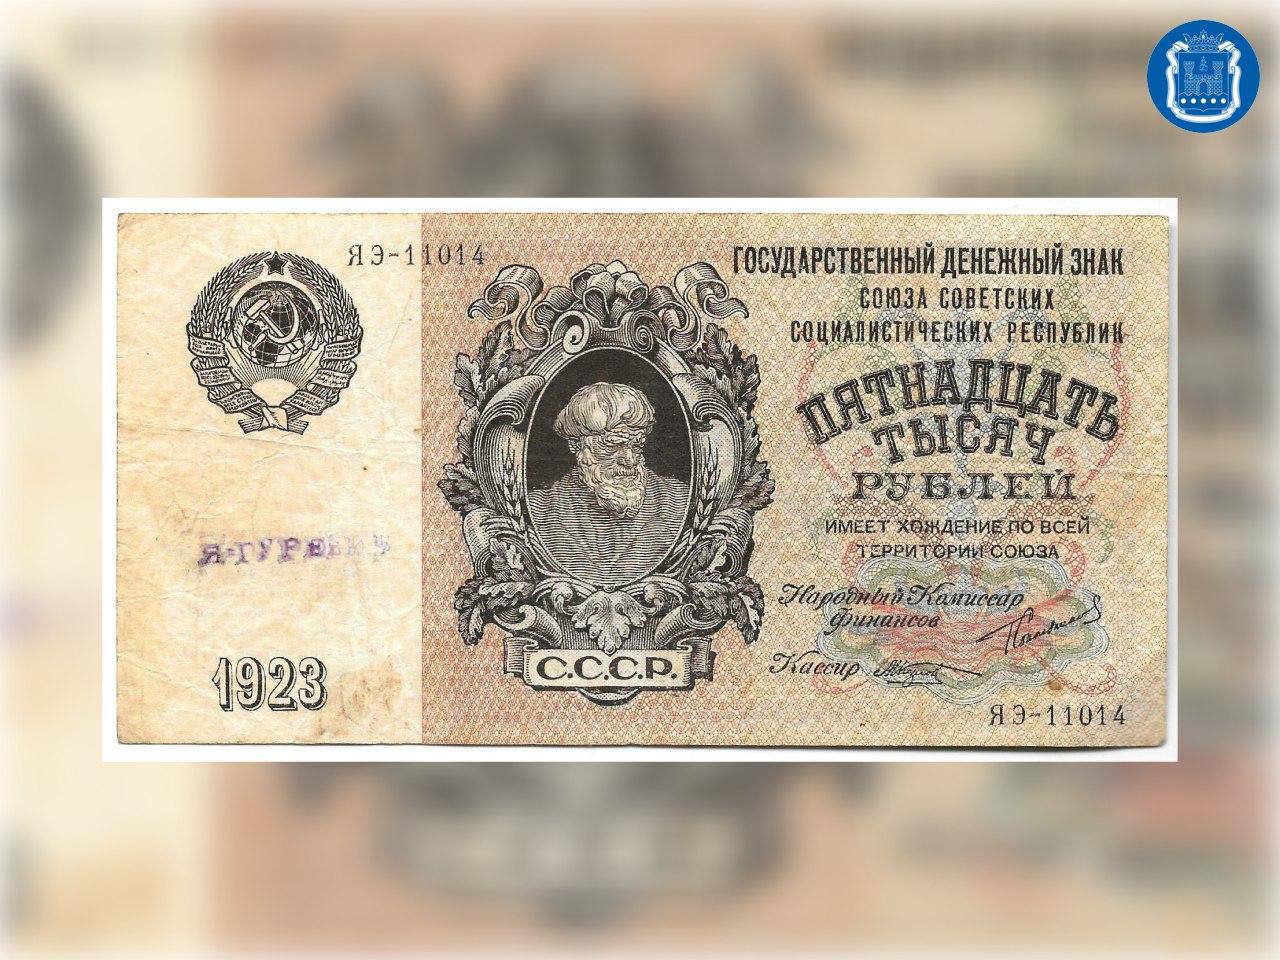 ЯЭ-11014
ГОСУДАРСТВЕННЫЙ ДЕНЕЖНЫЙ ЗНАК
СОЮЗА СОВЕТСКИХ
СОЦИАЛИСТИЧЕСКИХ РЕСПУБЛИК
ПЯТНАДЦАТЬ
ТЫСЯЧ
РУБЛЕЙ
ИМЕЕТ ХОЖДЕНИЕ ПО ВСЕЙ
ТЕРРИТОРИИ СОЮЗА
Народный Комиссар
Финансов
Кассир
С.С.С.Р.
1923
ЯЭ-11014